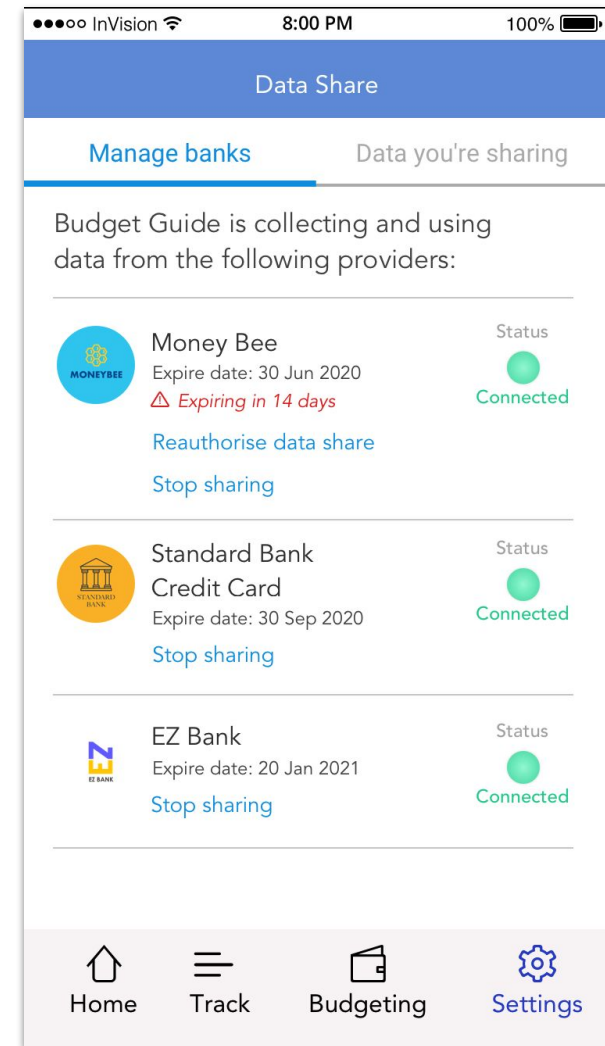 InVision 8:00 PM 100%
Data Share
Manage banks Data you're sharing
Budget Guide is collecting and using
data from the following providers:
MONEYBEE
Money Bee
Expire date: 30 Jun 2020
Expiring in 14 days
Reauthorise data share
Stop sharing
Status
Connected
STANDARD
BANK
Standard Bank
Credit Card
Expire date: 30 Sep 2020
Stop sharing
Status
Connected
EZ
EZ BANK
EZ Bank
Expire date: 20 Jan 2021
Stop sharing
Status
Connected
Home Track Budgeting Settings